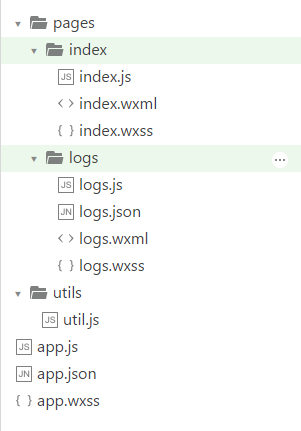 pages
index
JS index.js
<> index.wxml
{ } index.wxss
logs
JS logs.js
JN logs.json
<> logs.wxml
{ } logs.wxss
utils
JS util.js
JS app.js
JN app.json
{ } app.wxss